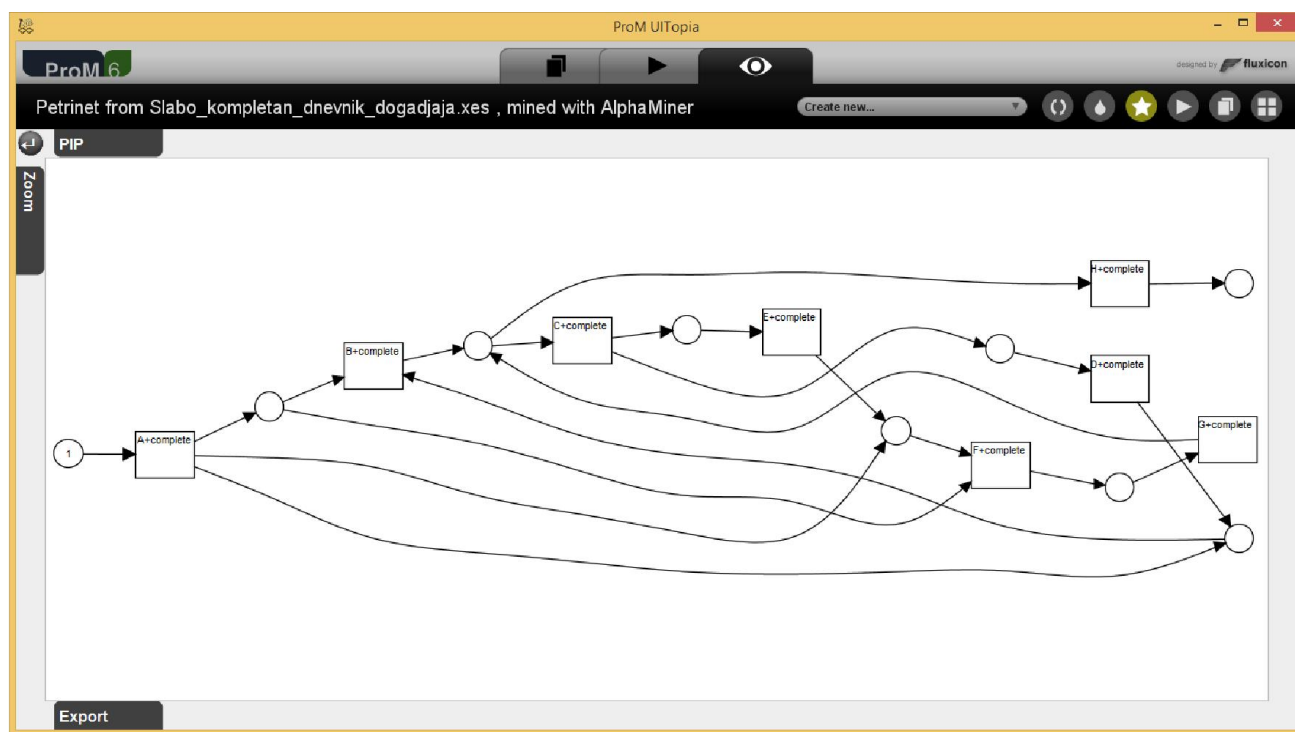 ProM UITopia
ProM 6
designed by fluxicon
Petrinet from Slabo_kompletan_dnevnik_dogadjaja.xes , mined with AlphaMiner
Create new...
PIP
Zoom
H+complete
C+complete
E+complete
B+complete
D+complete
G+complete
A+complete
F+complete
1
Export